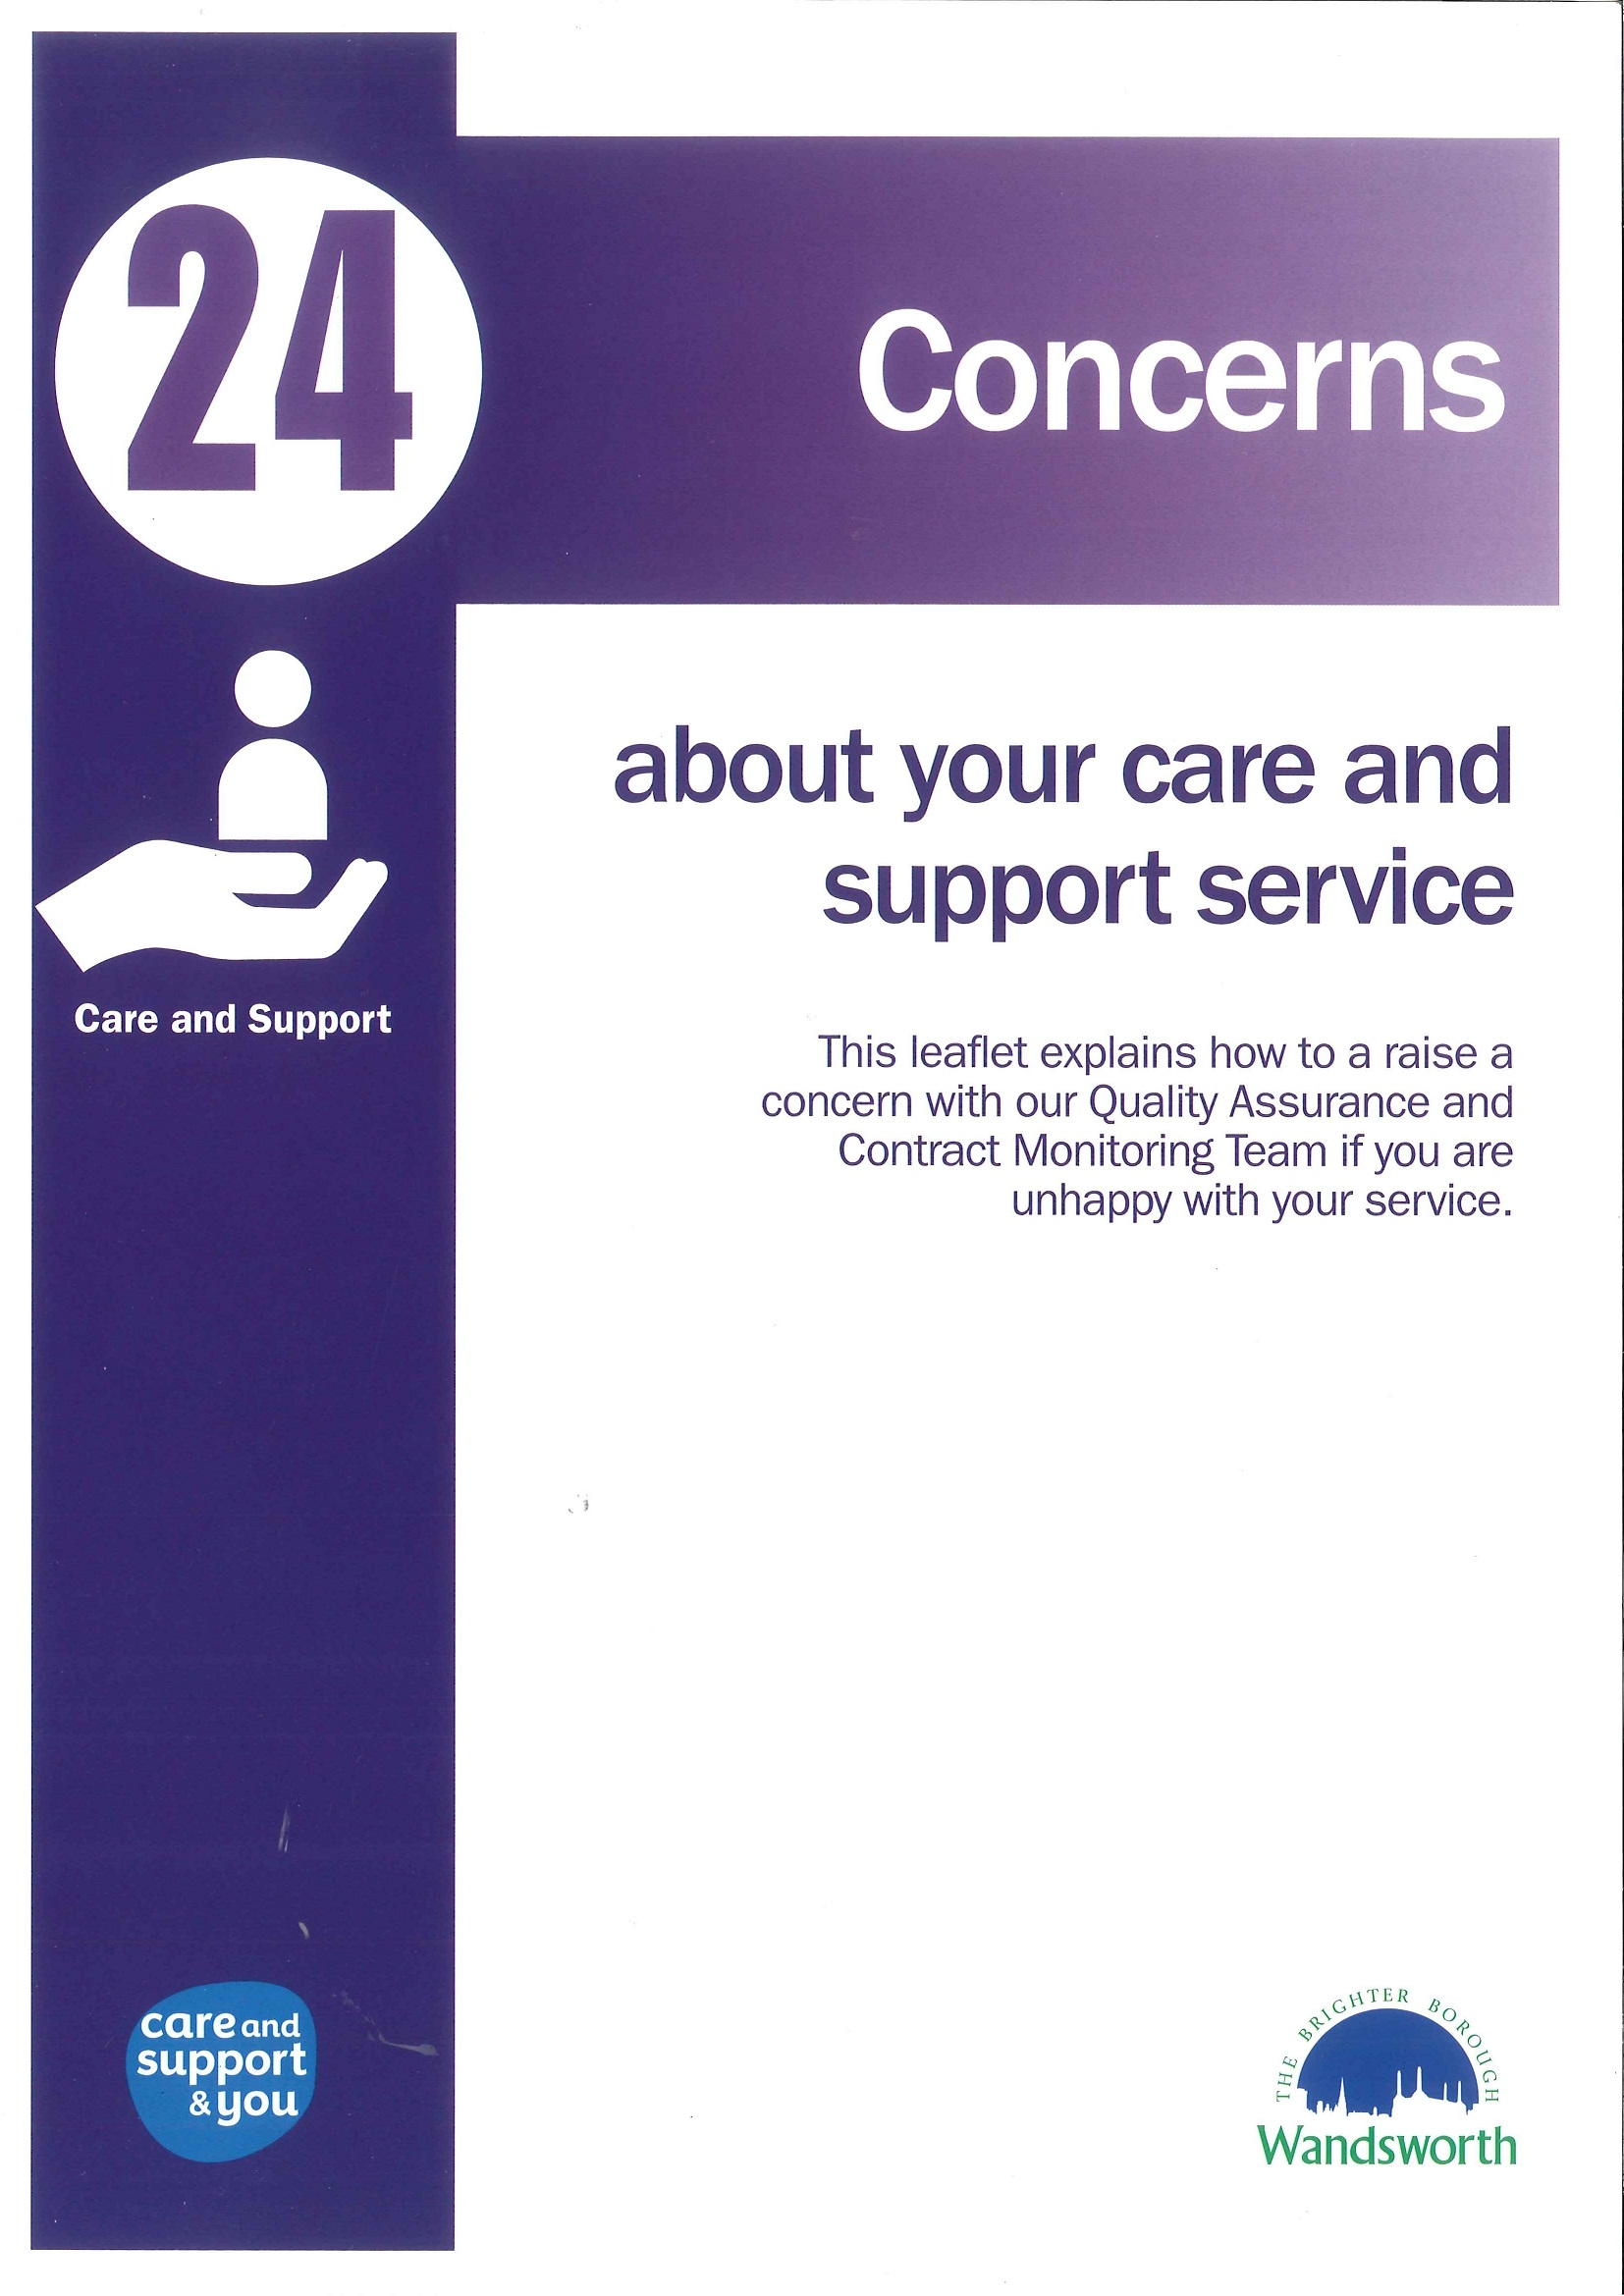 24
Concerns
Care and Support
about your care and
support service
This leaflet explains how to a raise a
concern with our Quality Assurance and
Contract Monitoring Team if you are
unhappy with your service.
care and
support
& you
THE BRIGHTER BOROUGH
Wandsworth